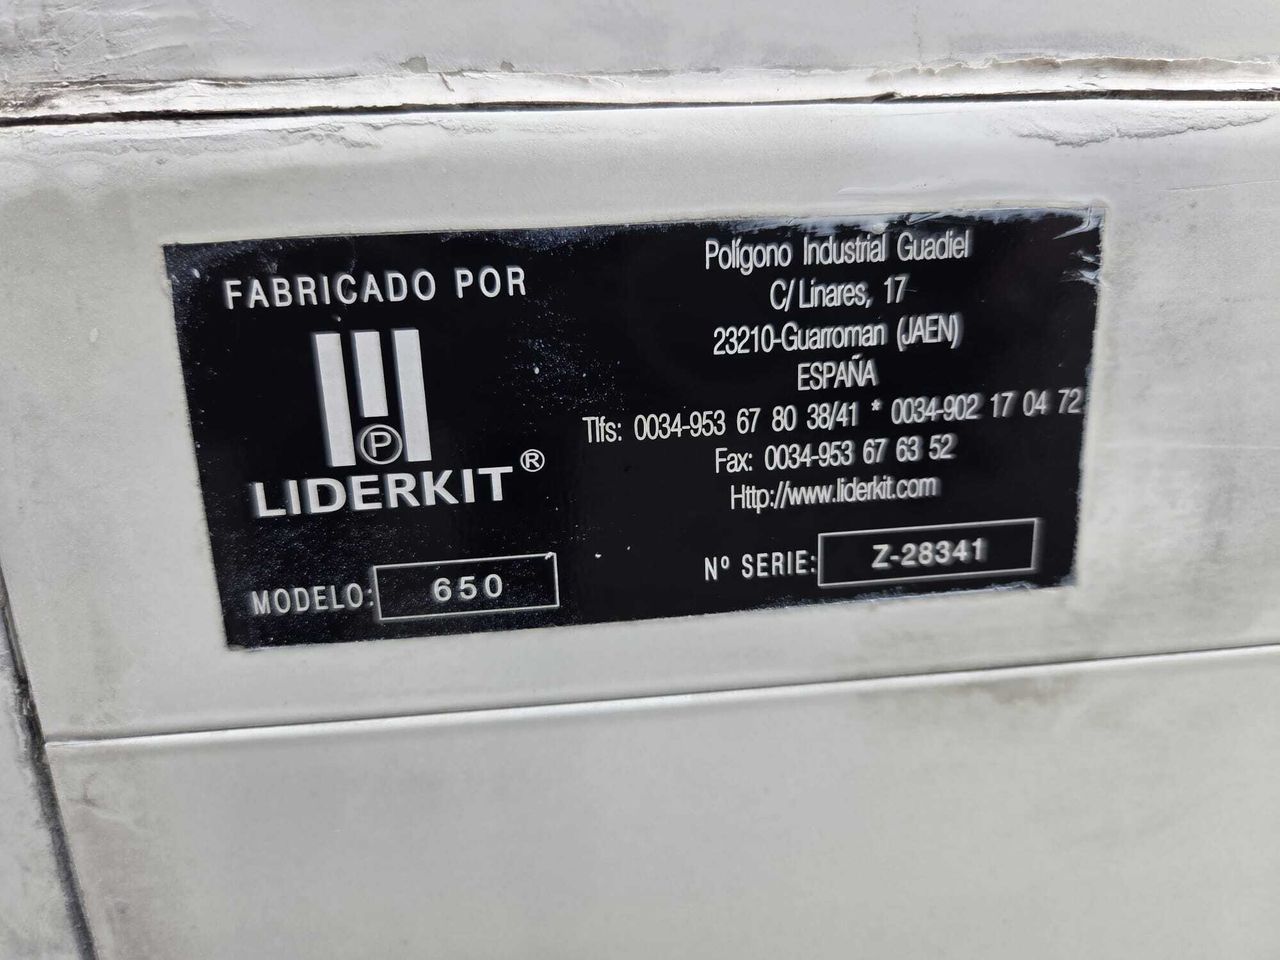 FABRICADO POR
P
LIDERKIT®
MODELO: 650
Polígono Industrial Guadiel
C/ Linares, 17
23210-Guarroman (JAEN)
ESPAÑA
Tlfs: 0034-953 67 80 38/41 * 0034-902 17 04 72
Fax: 0034-953 67 63 52
Http://www.liderkit.com
Nº SERIE: Z-28341